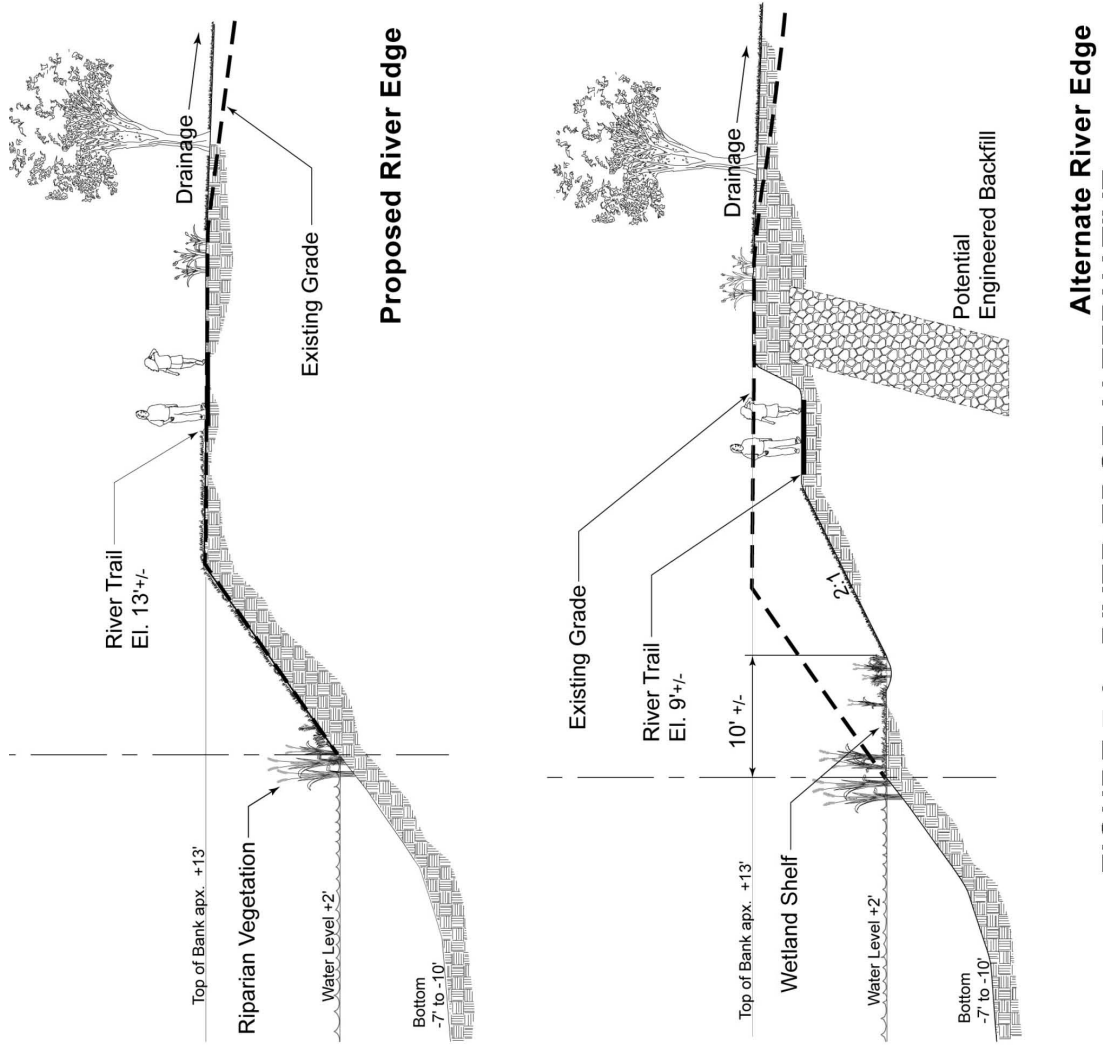 Drainage
River Trail
El. 13'+/-
Top of Bank apx. +13'
Riparian Vegetation
Water Level +2'
Existing Grade
Bottom
-7' to -10'
Proposed River Edge
Existing Grade
Drainage
River Trail
El. 9'+/-
10' +/-
Top of Bank apx. +13'
Wetland Shelf
2:1
Water Level +2'
Potential
Engineered Backfill
Bottom
-7' to -10'
Alternate River Edge